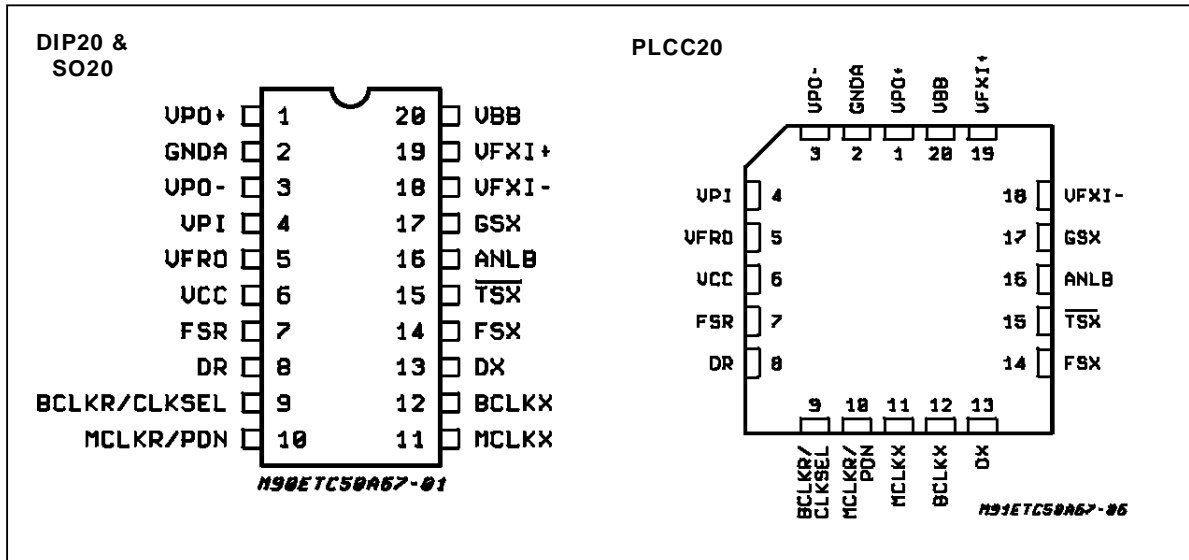 DIP20 &
SO20
VPO+ 1 20 VBB
GNDA 2 19 VFXI+
VPO- 3 18 VFXI-
VPI 4 17 GSX
VFRO 5 16 ANLB
VCC 6 15 TSX
FSR 7 14 FSX
DR 8 13 DX
BCLKR/CLKSEL 9 12 BCLKX
MCLKR/PDN 10 11 MCLKX
M90ETC50A67-01
PLCC20
VPO- GNDA VPO+ VBB VFXI+
3 2 1 20 19
VPI 4 18 VFXI-
VFRO 5 17 GSX
VCC 6 16 ANLB
FSR 7 15 TSX
DR 8 14 FSX
9 10 11 12 13
BCLKR/
CLKSEL
MCLKR/
PDN
MCLKX
BCLKX
DX
M91ETC50A67-06